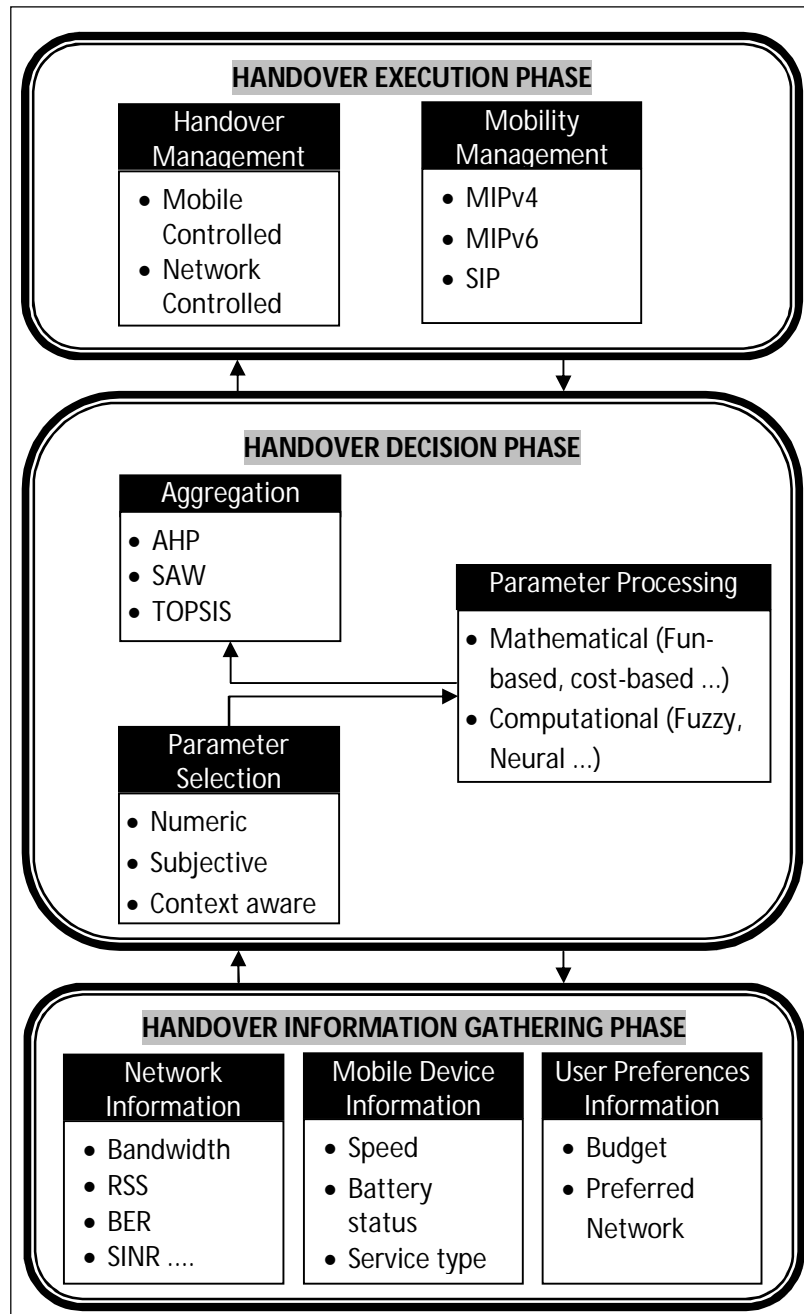 HANDOVER EXECUTION PHASE
Handover
Management
• Mobile
Controlled
• Network
Controlled
Mobility
Management
• MIPv4
• MIPv6
• SIP
HANDOVER DECISION PHASE
Aggregation
• AHP
• SAW
• TOPSIS
Parameter Processing
• Mathematical (Fun-
based, cost-based ...)
• Computational (Fuzzy,
Neural ...)
Parameter
Selection
• Numeric
• Subjective
• Context aware
HANDOVER INFORMATION GATHERING PHASE
Network
Information
• Bandwidth
• RSS
• BER
• SINR ....
Mobile Device
Information
• Speed
• Battery
status
• Service type
User Preferences
Information
• Budget
• Preferred
Network